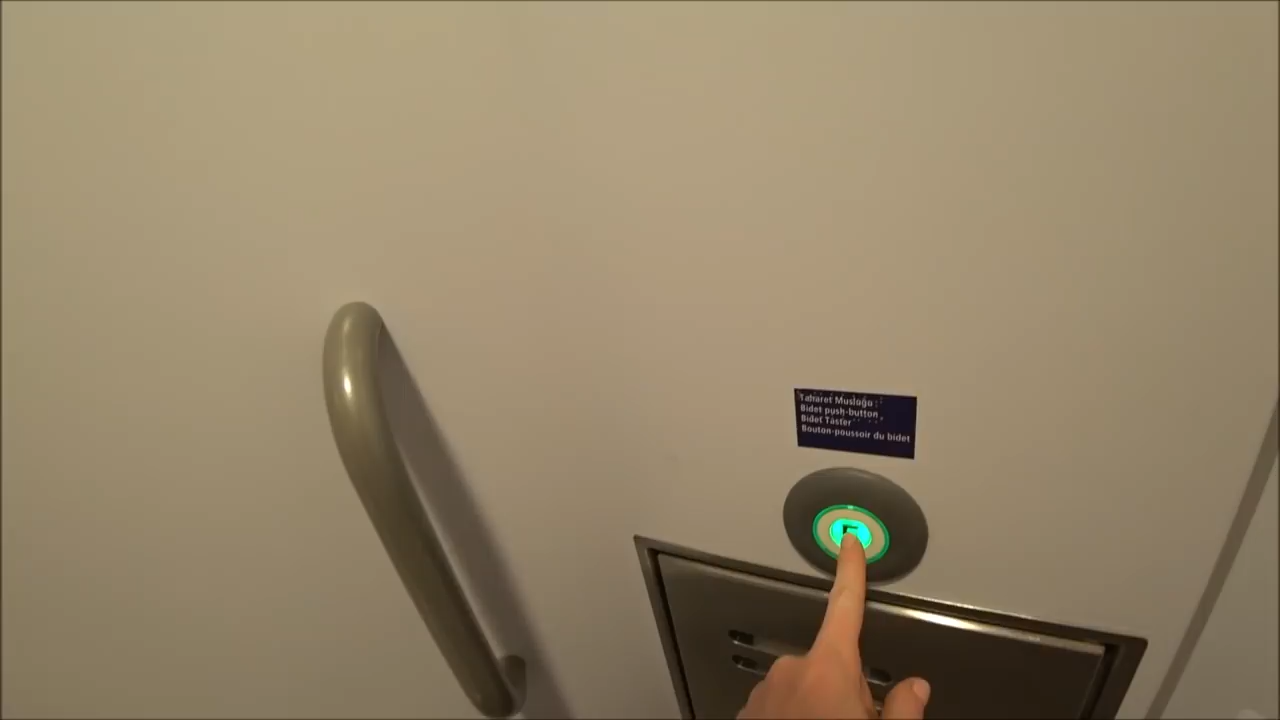 Taharet Musluğu
Bidet push-button
Bidet Taster
Bouton-poussoir du bidet